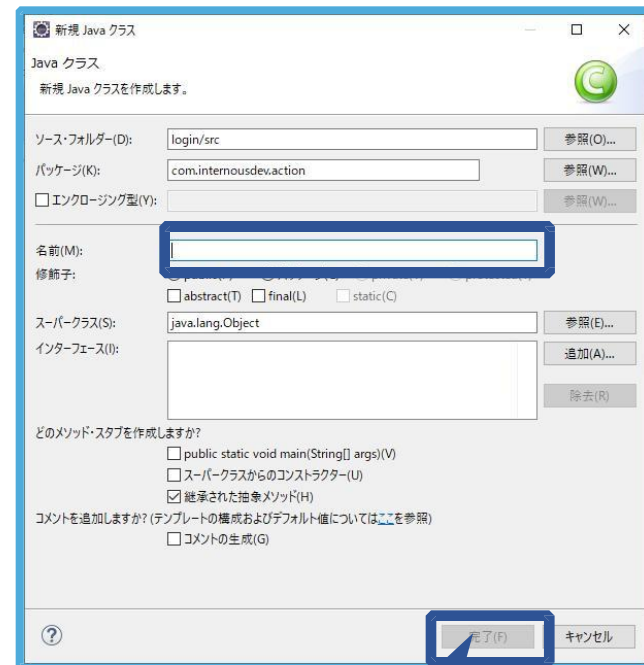 新規 Java クラス
Java クラス
新規 Java クラスを作成します。
ソース・フォルダー(D): login/src 参照(O)...
パッケージ(K): com.internousdev.action 参照(W)...
エンクロージング型(Y): 参照(W)...
名前(M):
修飾子:
abstract(T) final(L) static(C)
スーパークラス(S): java.lang.Object 参照(E)...
インターフェース(I): 追加(A)...
除去(R)
どのメソッド・スタブを作成しますか?
public static void main(String[] args)(V)
スーパークラスからのコンストラクター(U)
継承された抽象メソッド(H)
コメントを追加しますか? (テンプレートの構成およびデフォルト値についてはここを参照)
コメントの生成(G)
完了(F) キャンセル